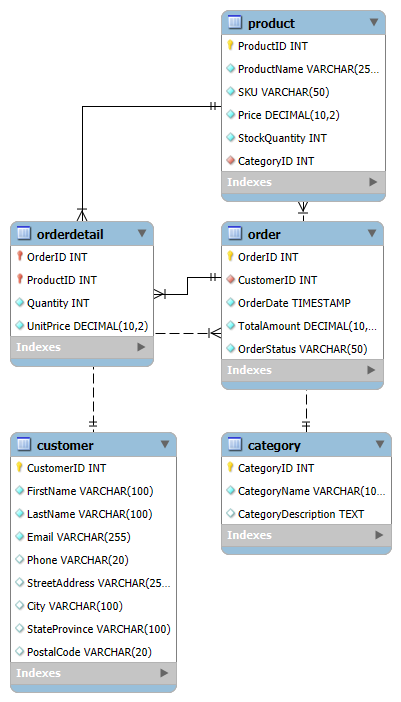 product
ProductID INT
ProductName VARCHAR(25...
SKU VARCHAR(50)
Price DECIMAL(10,2)
StockQuantity INT
CategoryID INT
Indexes
orderdetail
OrderID INT
ProductID INT
Quantity INT
UnitPrice DECIMAL(10,2)
Indexes
order
OrderID INT
CustomerID INT
OrderDate TIMESTAMP
TotalAmount DECIMAL(10,...
OrderStatus VARCHAR(50)
Indexes
customer
CustomerID INT
FirstName VARCHAR(100)
LastName VARCHAR(100)
Email VARCHAR(255)
Phone VARCHAR(20)
StreetAddress VARCHAR(25...
City VARCHAR(100)
StateProvince VARCHAR(100)
PostalCode VARCHAR(20)
Indexes
category
CategoryID INT
CategoryName VARCHAR(10...
CategoryDescription TEXT
Indexes